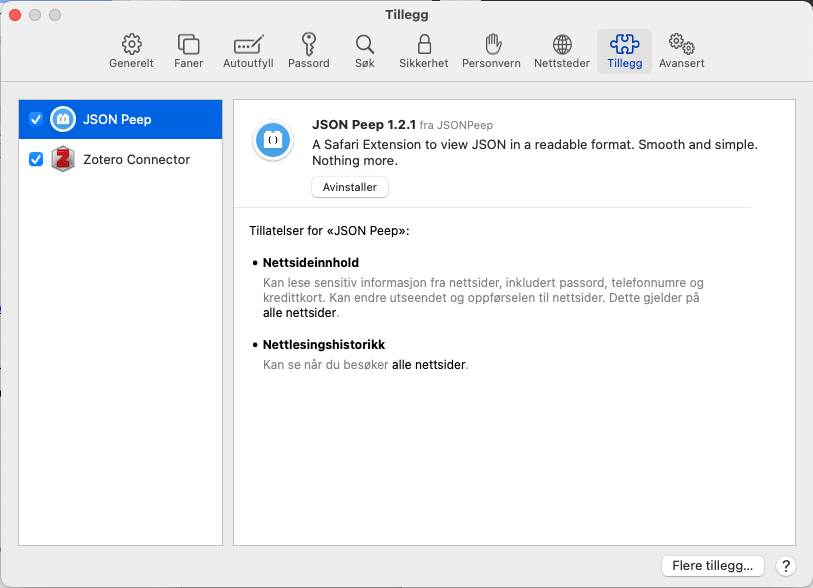 Tillegg
Generelt
Faner
Autoutfyll
Passord
Søk
Sikkerhet
Personvern
Nettsteder
Tillegg
Avansert
JSON Peep
Zotero Connector
JSON Peep 1.2.1 fra JSONPeep
A Safari Extension to view JSON in a readable format. Smooth and simple.
Nothing more.
Avinstaller
Tillatelser for «JSON Peep»:
• Nettsideinnhold
Kan lese sensitiv informasjon fra nettsider, inkludert passord, telefonnumre og
kredittkort. Kan endre utseendet og oppførselen til nettsider. Dette gjelder på
alle nettsider.
• Nettlesingshistorikk
Kan se når du besøker alle nettsider.
Flere tillegg...
?